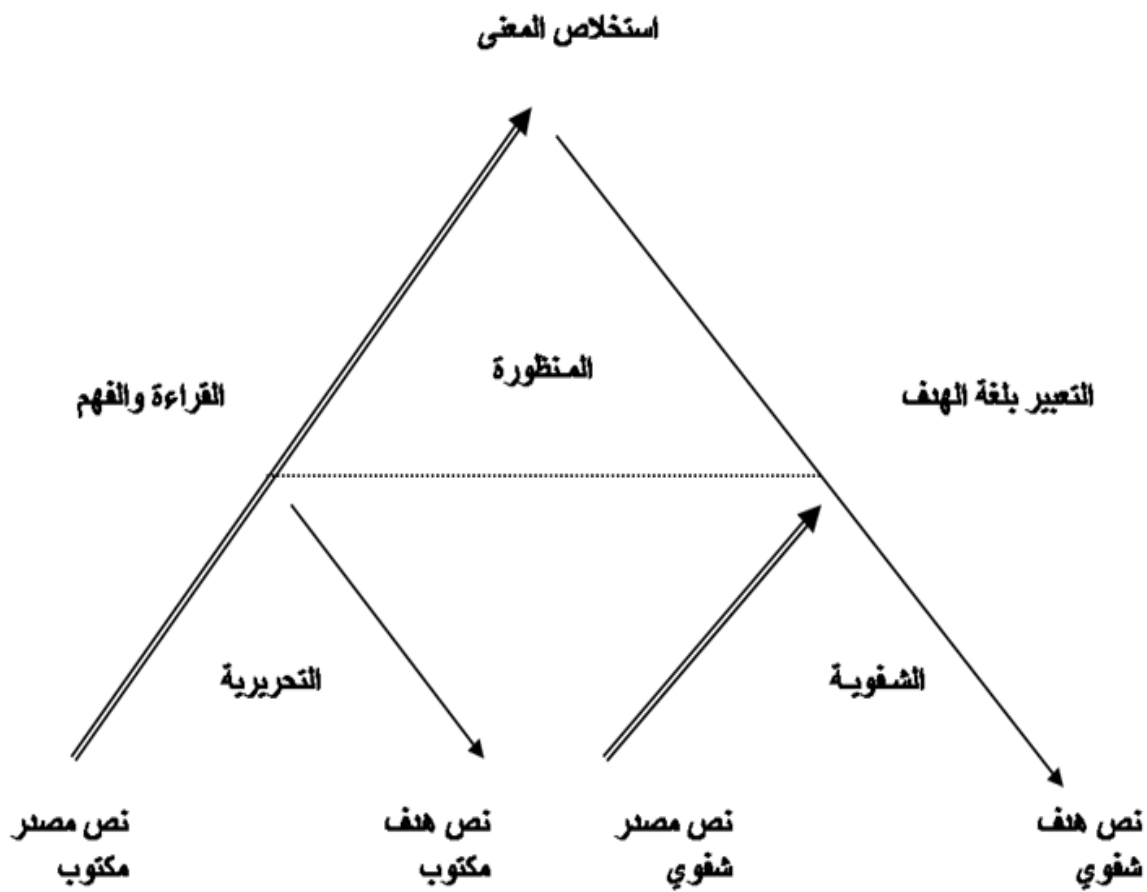 استخلاص المعنى
المنظورة
التعبير بلغة الهدف
القراءة والفهم
الشفوية
التحريرية
نص هدف
شفوي
نص مصدر
شفوي
نص هدف
مكتوب
نص مصدر
مكتوب